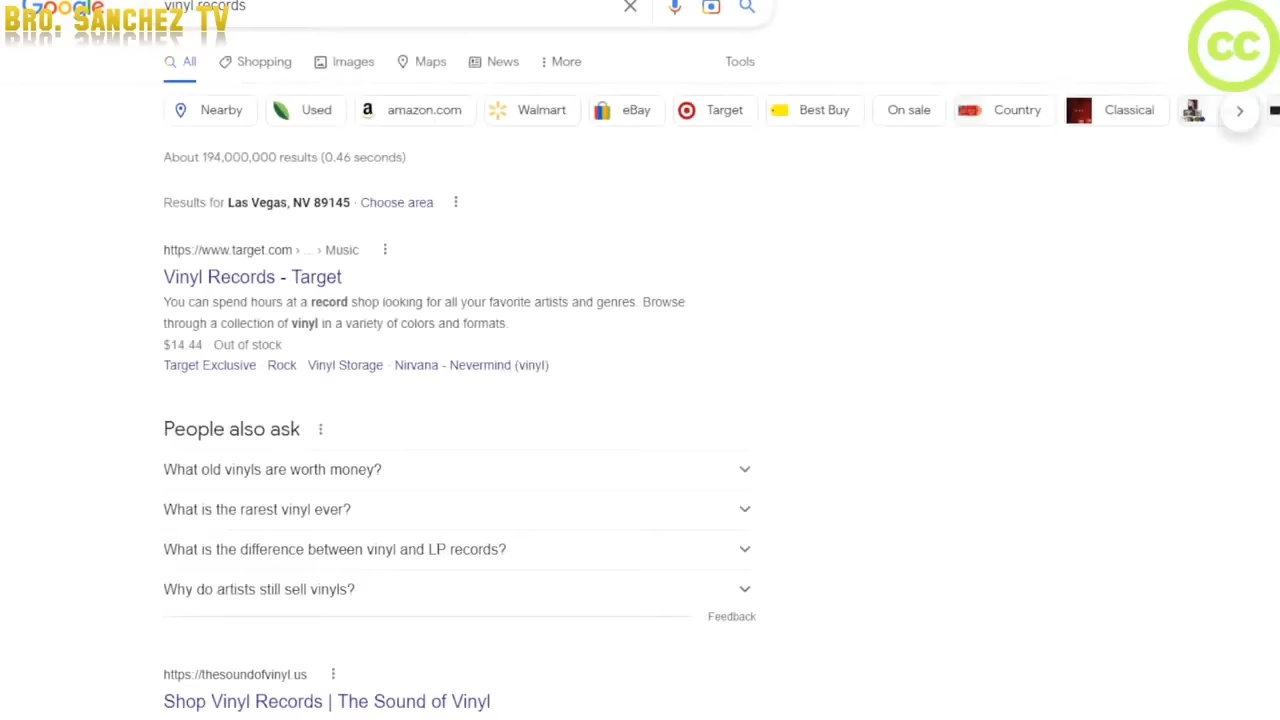 Google
BRO. SANCHEZ TV
vinyl records
CC
All Shopping Images Maps News More Tools
Nearby Used amazon.com Walmart eBay Target Best Buy On sale Country Classical
About 194,000,000 results (0.46 seconds)
Results for Las Vegas, NV 89145 · Choose area
https://www.target.com › ... › Music
Vinyl Records - Target
You can spend hours at a record shop looking for all your favorite artists and genres. Browse
through a collection of vinyl in a variety of colors and formats.
$14.44 Out of stock
Target Exclusive · Rock · Vinyl Storage · Nirvana - Nevermind (vinyl)
People also ask
What old vinyls are worth money?
What is the rarest vinyl ever?
What is the difference between vinyl and LP records?
Why do artists still sell vinyls?
Feedback
https://thesoundofvinyl.us
Shop Vinyl Records | The Sound of Vinyl